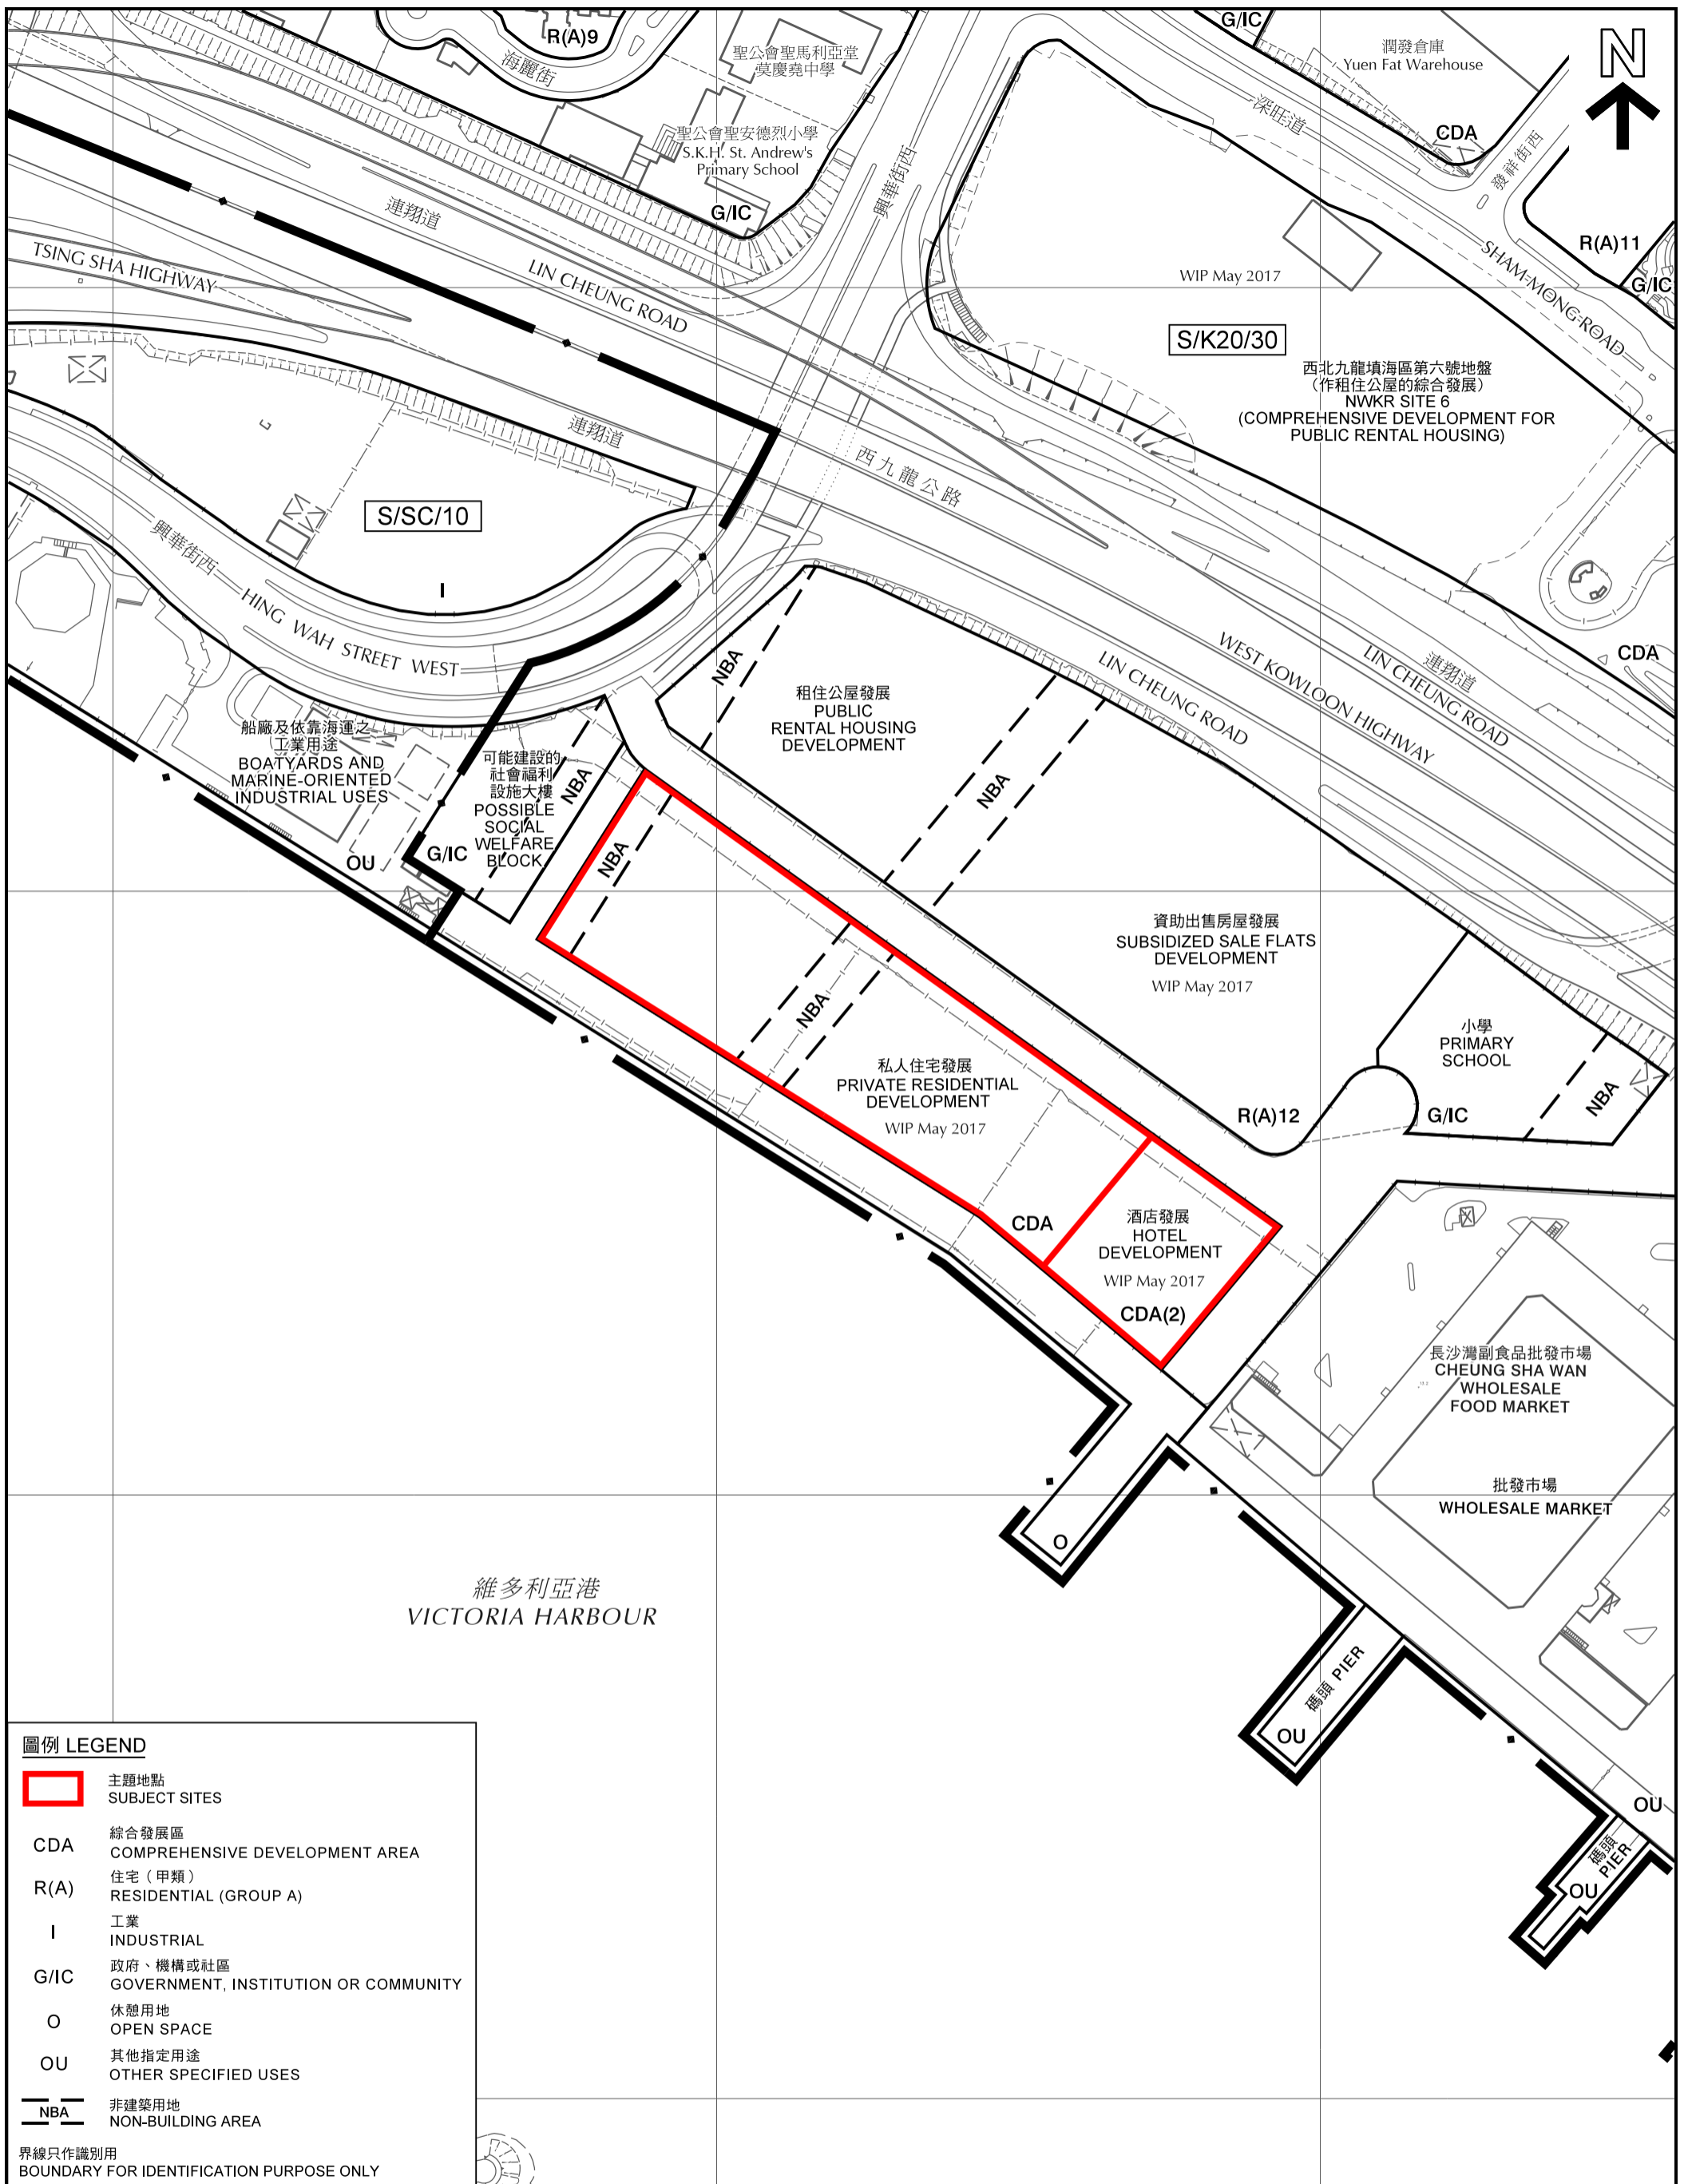 R(A)9
海麗街
聖公會聖馬利亞堂
莫慶堯中學
G/IC
潤發倉庫
Yuen Fat Warehouse
N
深旺道
CDA
發祥街西
聖公會聖安德烈小學
S.K.H. St. Andrew's
Primary School
興華街西
G/IC
連翔道
R(A)11
G/IC
TSING SHA HIGHWAY
LIN CHEUNG ROAD
WIP May 2017
SHAM MONG ROAD
S/K20/30
西北九龍填海區第六號地盤
（作租住公屋的綜合發展）
NWKR SITE 6
(COMPREHENSIVE DEVELOPMENT FOR
PUBLIC RENTAL HOUSING)
連翔道
西九龍公路
S/SC/10
興華街西
I
HING WAH STREET WEST
NBA
WEST KOWLOON HIGHWAY
連翔道
LIN CHEUNG ROAD
CDA
LIN CHEUNG ROAD
租住公屋發展
PUBLIC
RENTAL HOUSING
DEVELOPMENT
NBA
船廠及依靠海運之
工業用途
BOATYARDS AND
MARINE-ORIENTED
INDUSTRIAL USES
OU
可能建設的
社會福利
設施大樓
POSSIBLE
SOCIAL
WELFARE
BLOCK
NBA
G/IC
NBA
資助出售房屋發展
SUBSIDIZED SALE FLATS
DEVELOPMENT
WIP May 2017
NBA
小學
PRIMARY
SCHOOL
NBA
私人住宅發展
PRIVATE RESIDENTIAL
DEVELOPMENT
WIP May 2017
R(A)12
G/IC
CDA
酒店發展
HOTEL
DEVELOPMENT
WIP May 2017
CDA(2)
長沙灣副食品批發市場
CHEUNG SHA WAN
WHOLESALE
FOOD MARKET
批發市場
WHOLESALE MARKET
O
維多利亞港
VICTORIA HARBOUR
碼頭 PIER
OU
OU
碼頭
PIER
OU
圖例 LEGEND
主題地點
SUBJECT SITES
CDA
綜合發展區
COMPREHENSIVE DEVELOPMENT AREA
R(A)
住宅（甲類）
RESIDENTIAL (GROUP A)
I
工業
INDUSTRIAL
G/IC
政府、機構或社區
GOVERNMENT, INSTITUTION OR COMMUNITY
O
休憩用地
OPEN SPACE
OU
其他指定用途
OTHER SPECIFIED USES
NBA
非建築用地
NON-BUILDING AREA
界線只作識別用
BOUNDARY FOR IDENTIFICATION PURPOSE ONLY